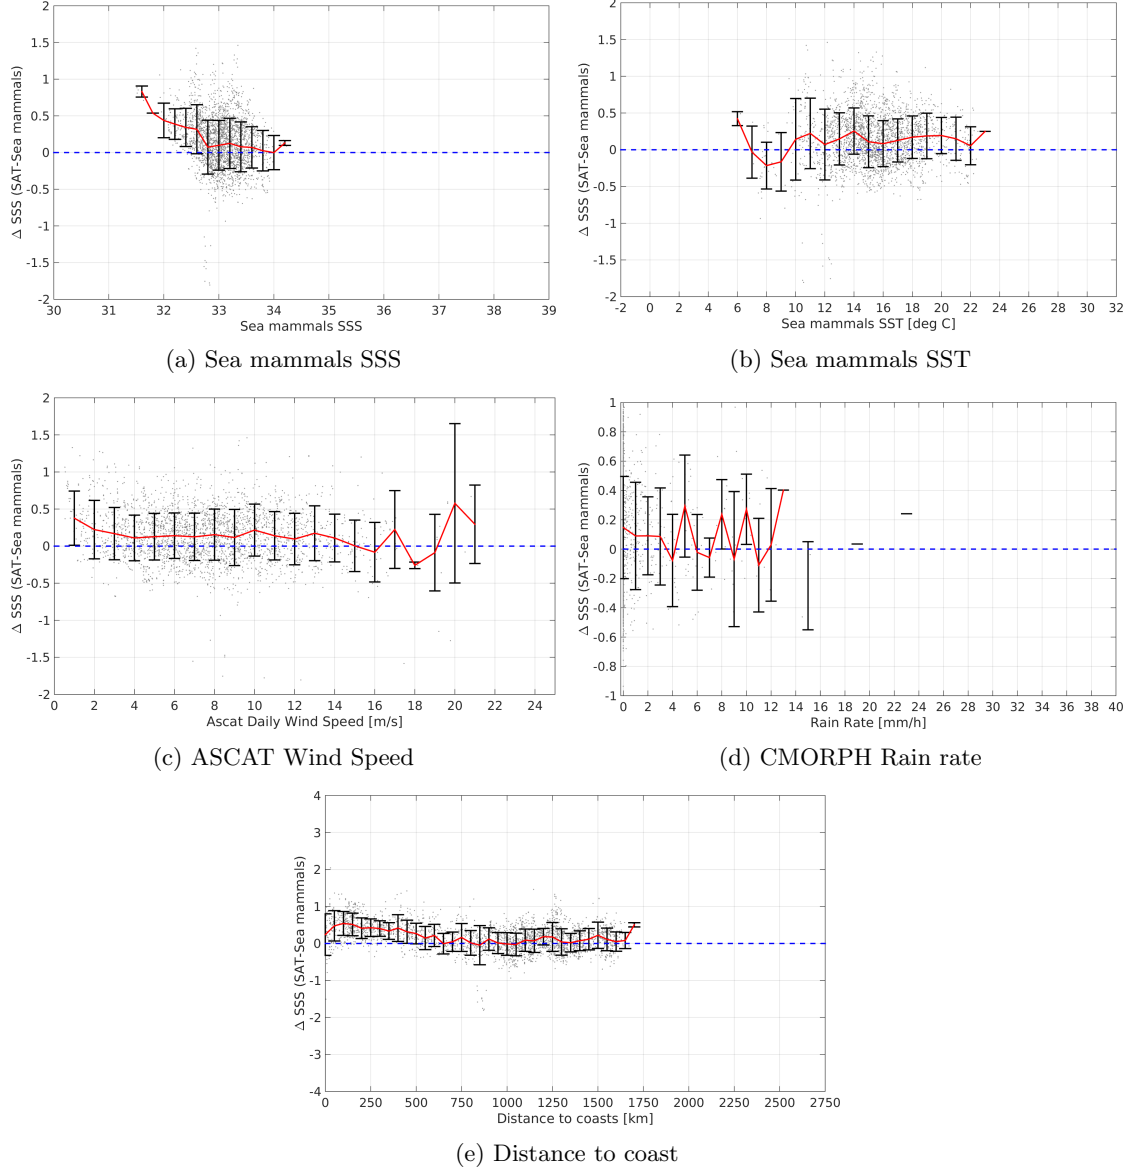 2
1.5
1
0.5
0
-0.5
-1
-1.5
-2
Δ SSS (SAT-Sea mammals)
30 31 32 33 34 35 36 37 38 39
Sea mammals SSS
(a) Sea mammals SSS
2
1.5
1
0.5
0
-0.5
-1
-1.5
-2
Δ SSS (SAT-Sea mammals)
-2 0 2 4 6 8 10 12 14 16 18 20 22 24 26 28 30 32
Sea mammals SST [deg C]
(b) Sea mammals SST
2
1.5
1
0.5
0
-0.5
-1
-1.5
-2
Δ SSS (SAT-Sea mammals)
0 2 4 6 8 10 12 14 16 18 20 22 24
Ascat Daily Wind Speed [m/s]
(c) ASCAT Wind Speed
1
0.8
0.6
0.4
0.2
0
-0.2
-0.4
-0.6
-0.8
-1
Δ SSS (SAT-Sea mammals)
0 2 4 6 8 10 12 14 16 18 20 22 24 26 28 30 32 34 36 38 40
Rain Rate [mm/h]
(d) CMORPH Rain rate
4
3
2
1
0
-1
-2
-3
-4
Δ SSS (SAT-Sea mammals)
0 250 500 750 1000 1250 1500 1750 2000 2250 2500 2750
Distance to coasts [km]
(e) Distance to coast